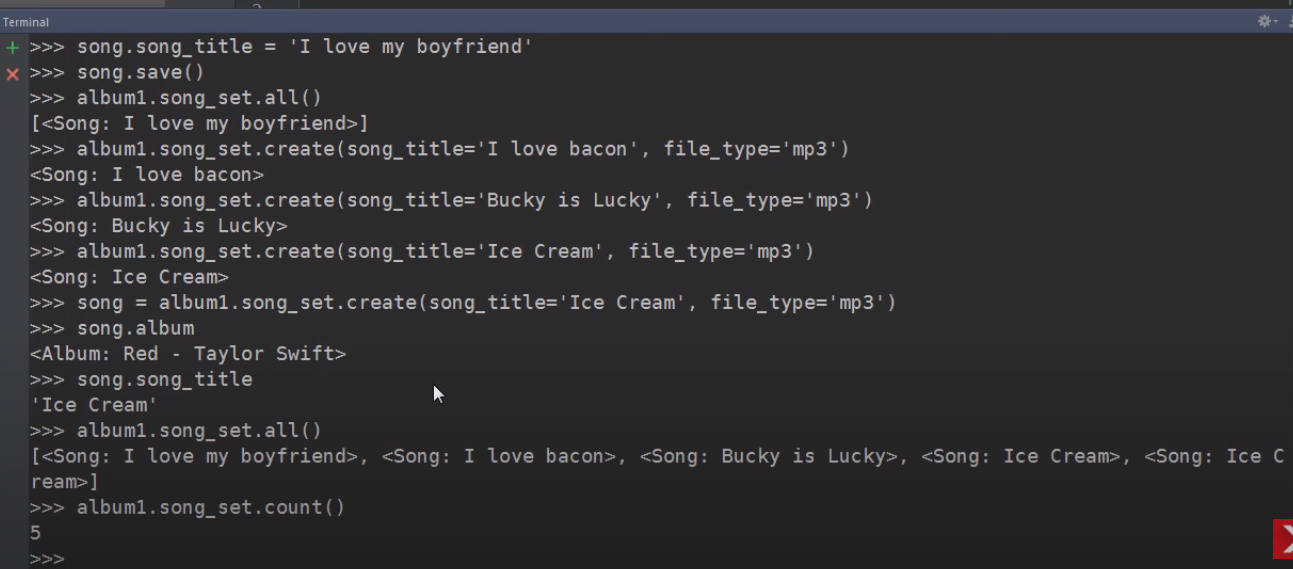 Terminal
>>> song.song_title = 'I love my boyfriend'
>>> song.save()
>>> album1.song_set.all()
[<Song: I love my boyfriend>]
>>> album1.song_set.create(song_title='I love bacon', file_type='mp3')
<Song: I love bacon>
>>> album1.song_set.create(song_title='Bucky is Lucky', file_type='mp3')
<Song: Bucky is Lucky>
>>> album1.song_set.create(song_title='Ice Cream', file_type='mp3')
<Song: Ice Cream>
>>> song = album1.song_set.create(song_title='Ice Cream', file_type='mp3')
>>> song.album
<Album: Red - Taylor Swift>
>>> song.song_title
'Ice Cream'
>>> album1.song_set.all()
[<Song: I love my boyfriend>, <Song: I love bacon>, <Song: Bucky is Lucky>, <Song: Ice Cream>, <Song: Ice C
ream>]
>>> album1.song_set.count()
5
>>>